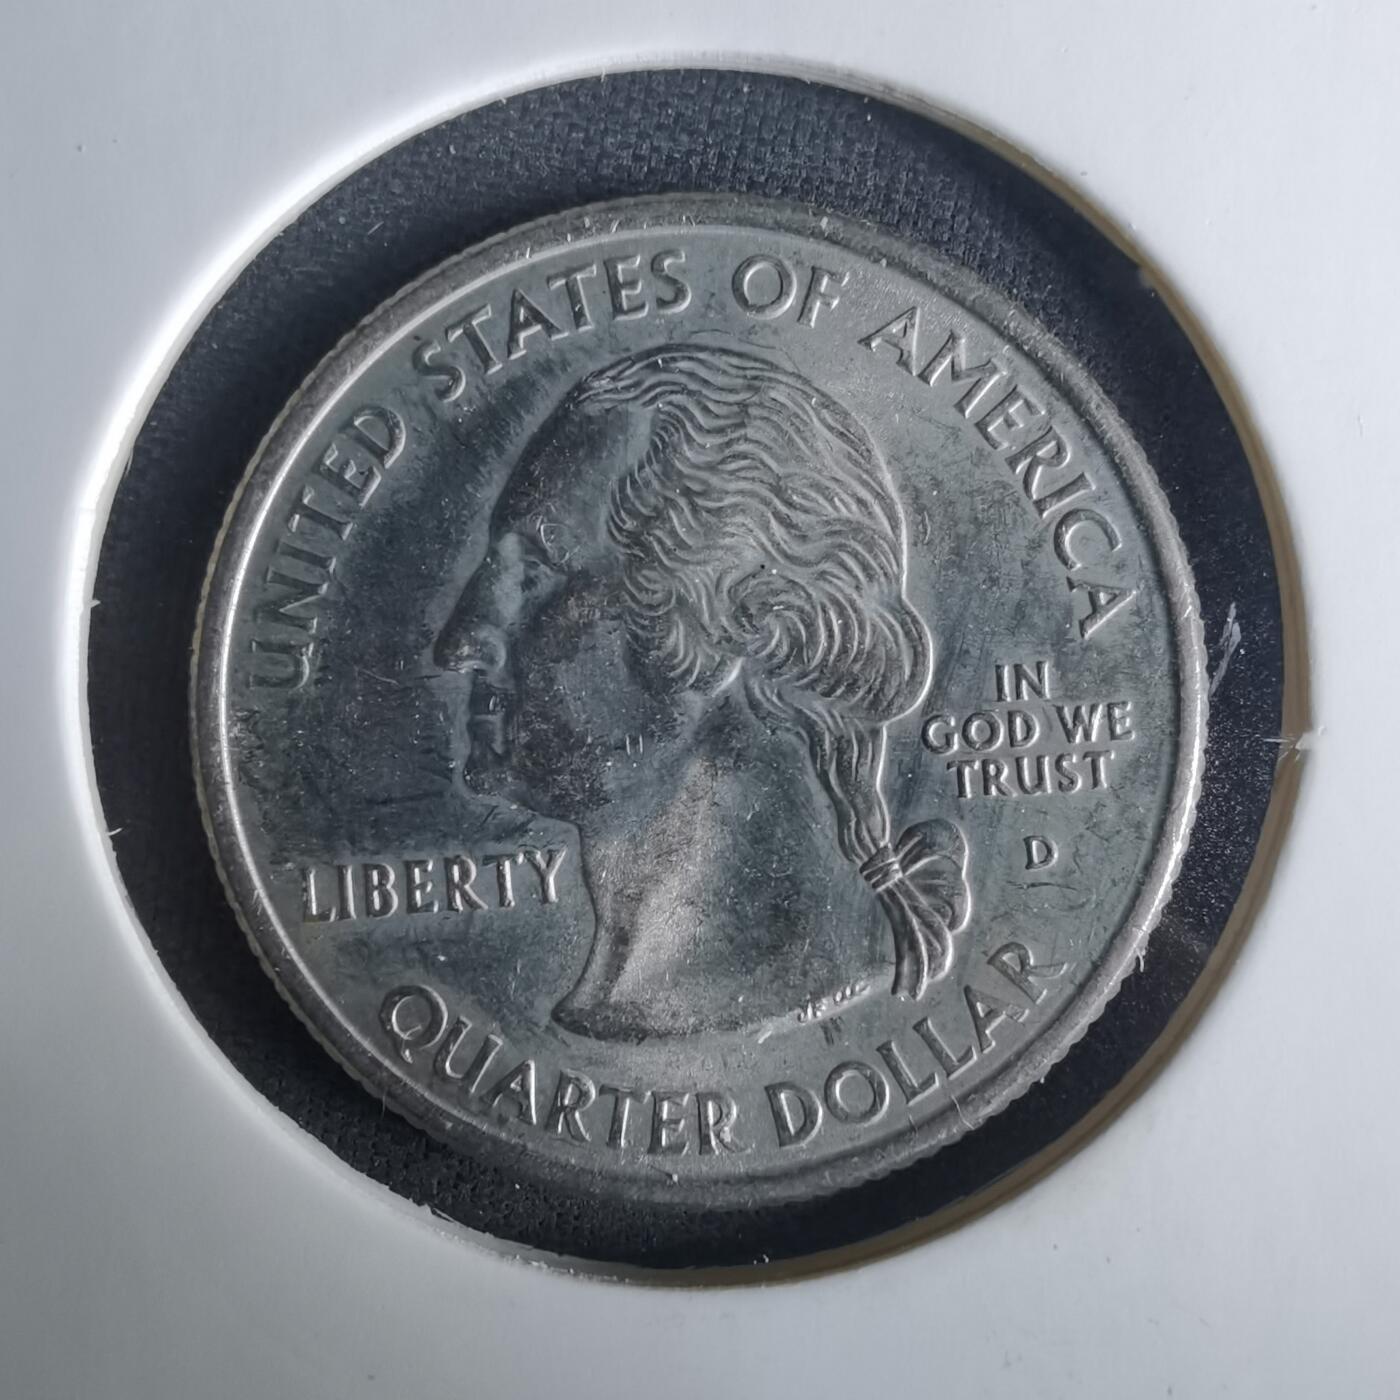 UNITED STATES OF AMERICA
LIBERTY
IN
GOD WE
TRUST
D
QUARTER DOLLAR